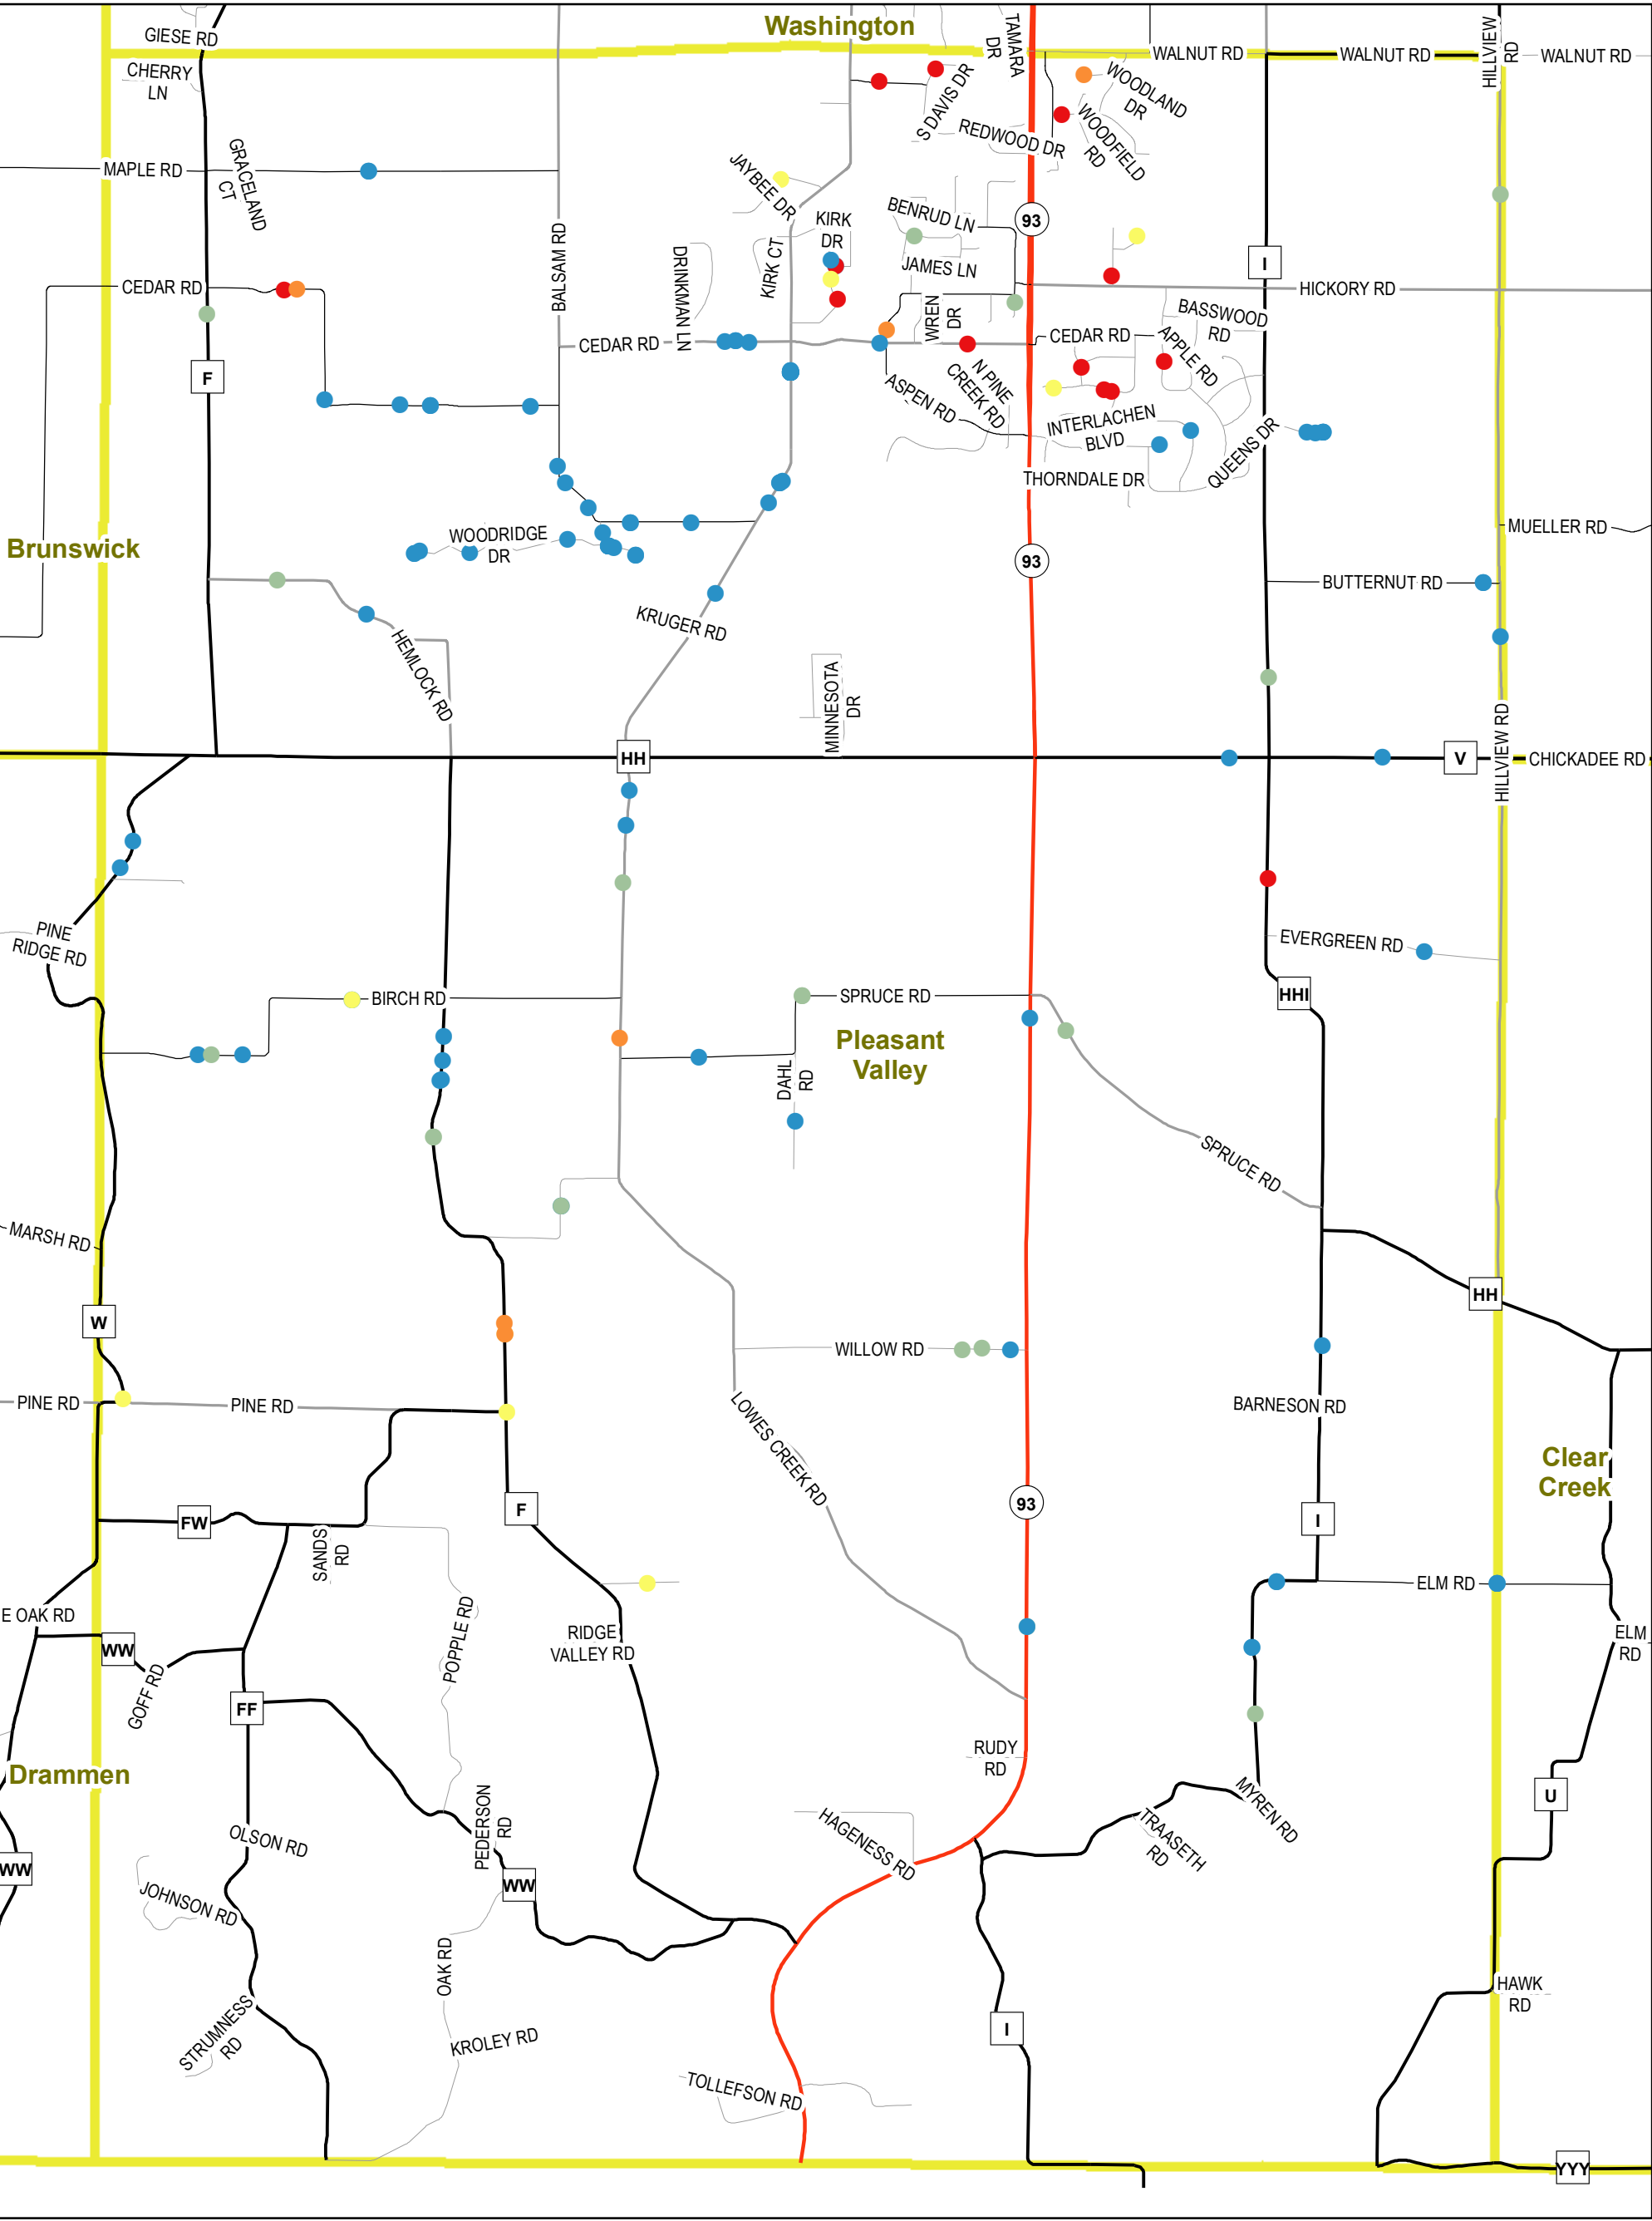 Washington
GIESE RD
CHERRY
LN
TAMARA
DR
WALNUT RD
WALNUT RD
HILLVIEW
RD
WALNUT RD
S DAVIS DR
WOODLAND
DR
REDWOOD DR
WOODFIELD
RD
MAPLE RD
GRACELAND
CT
JAYBEE DR
KIRK
DR
BENRUD LN
93
BALSAM RD
DRINKMAN LN
KIRK CT
JAMES LN
I
CEDAR RD
HICKORY RD
WREN
DR
BASSWOOD
RD
CEDAR RD
CEDAR RD
APPLE RD
F
ASPEN RD
N PINE
CREEK RD
INTERLACHEN
BLVD
QUEENS DR
THORNDALE DR
Brunswick
WOODRIDGE
DR
MUELLER RD
93
BUTTERNUT RD
KRUGER RD
HEMLOCK RD
MINNESOTA
DR
HILLVIEW RD
HH
V
CHICKADEE RD
PINE
RIDGE RD
EVERGREEN RD
BIRCH RD
SPRUCE RD
HHI
Pleasant
Valley
DAHL
RD
SPRUCE RD
MARSH RD
HH
W
WILLOW RD
PINE RD
PINE RD
BARNESON RD
LOWES CREEK RD
Clear
Creek
F
93
FW
I
SANDS
RD
ELM RD
E OAK RD
POPPLE RD
RIDGE
VALLEY RD
ELM
RD
WW
GOFF RD
FF
RUDY
RD
Drammen
MYREN RD
U
PEDERSON
RD
HAGENESS RD
TRAASETH
RD
OLSON RD
WW
WW
JOHNSON RD
OAK RD
HAWK
RD
STRUMNESS
RD
KROLEY RD
I
TOLLEFSON RD
YYY